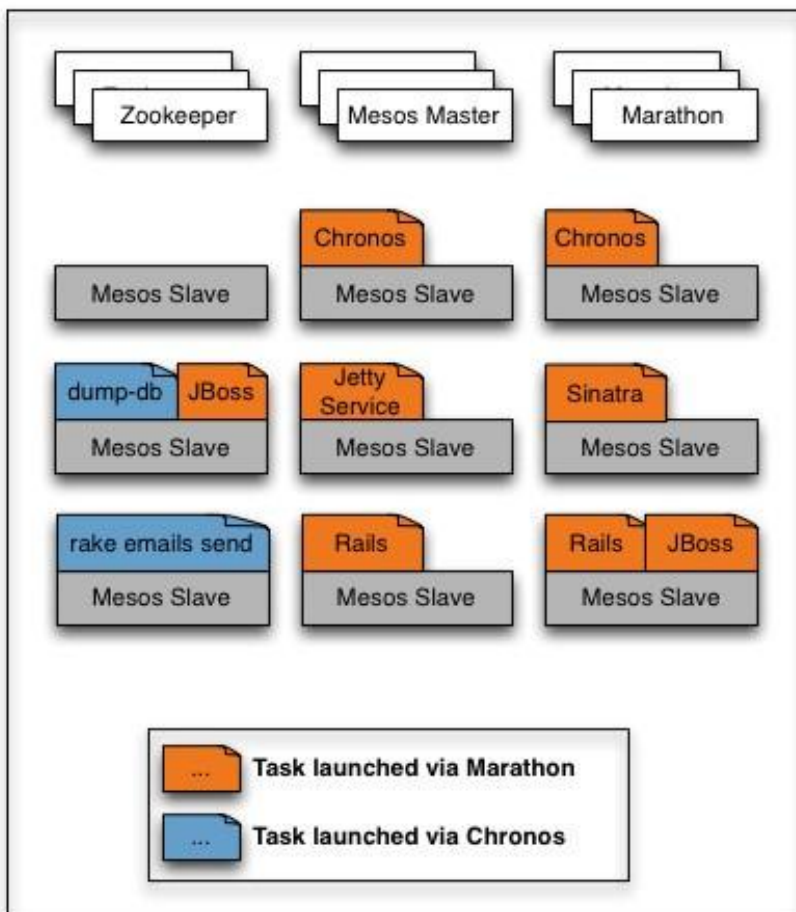 Zookeeper
Mesos Master
Marathon
Chronos
Chronos
Mesos Slave
Mesos Slave
Mesos Slave
dump-db
JBoss
Jetty
Service
Sinatra
Mesos Slave
Mesos Slave
Mesos Slave
rake emails send
Rails
Rails
JBoss
Mesos Slave
Mesos Slave
Mesos Slave
... Task launched via Marathon
... Task launched via Chronos